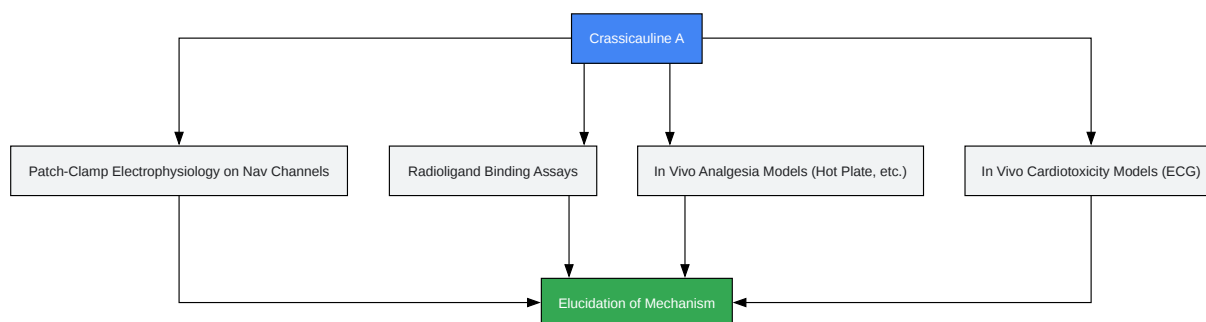 Crassicauline A
Patch-Clamp Electrophysiology on Nav Channels
Radioligand Binding Assays
In Vivo Analgesia Models (Hot Plate, etc.)
In Vivo Cardiotoxicity Models (ECG)
Elucidation of Mechanism